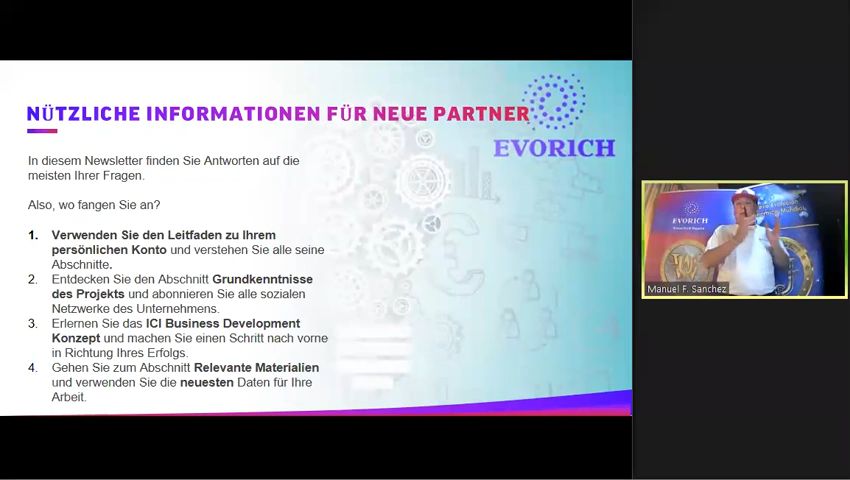 NÜTZLICHE INFORMATIONEN FÜR NEUE PARTNER
EVORICH
In diesem Newsletter finden Sie Antworten auf die
meisten Ihrer Fragen.
Also, wo fangen Sie an?
1. Verwenden Sie den Leitfaden zu Ihrem
persönlichen Konto und verstehen Sie alle seine
Abschnitte.
2. Entdecken Sie den Abschnitt Grundkenntnisse
des Projekts und abonnieren Sie alle sozialen
Netzwerke des Unternehmens.
3. Erlernen Sie das ICI Business Development
Konzept und machen Sie einen Schritt nach vorne
in Richtung Ihres Erfolgs.
4. Gehen Sie zum Abschnitt Relevante Materialien
und verwenden Sie die neuesten Daten für Ihre
Arbeit.
EVORICH
Manuel F. Sanchez